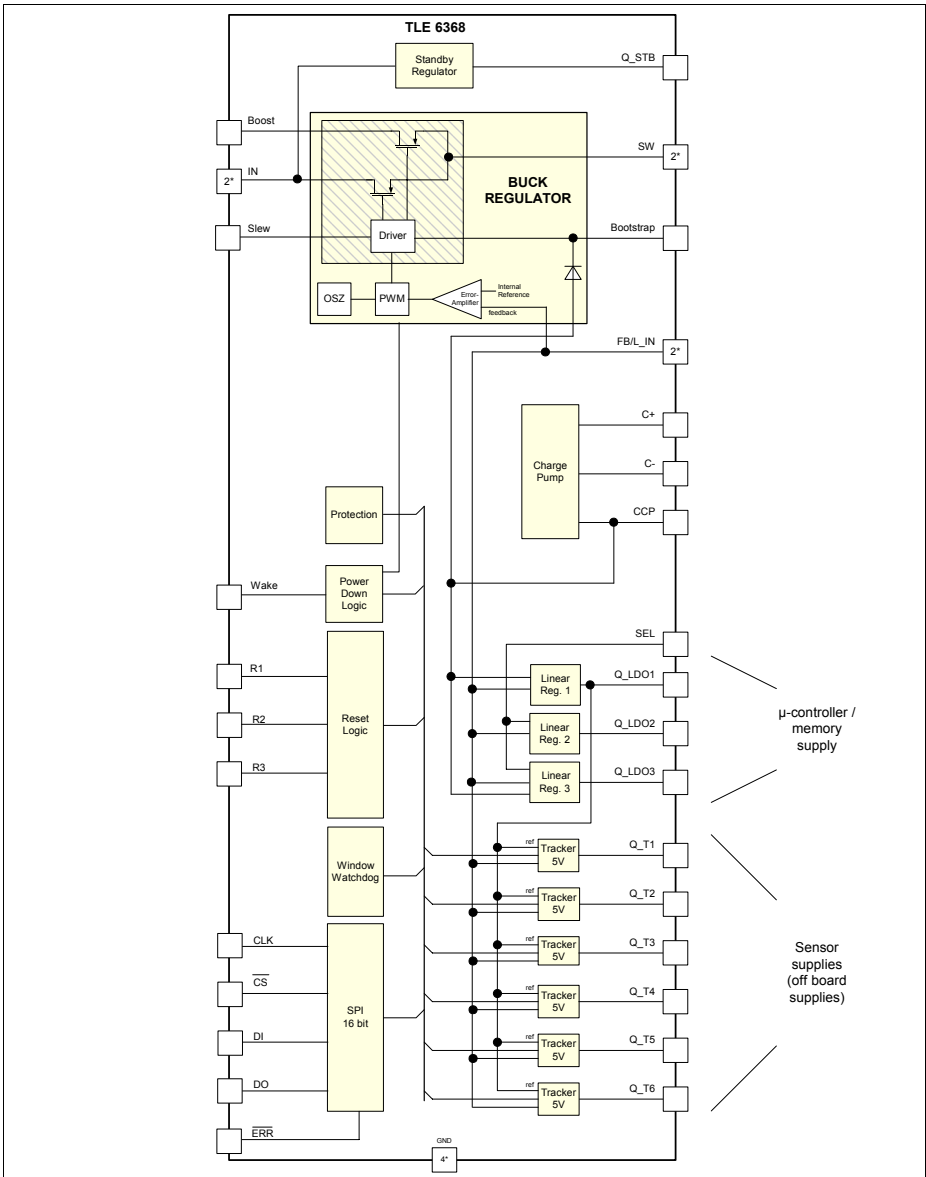 TLE 6368
Standby
Regulator
Q_STB
Boost
SW
2*
IN
2*
BUCK
REGULATOR
Slew
Driver
Bootstrap
OSZ
PWM
Error-
Amplifier
Internal
Reference
feedback
FB/L_IN
2*
C+
Charge
Pump
C-
CCP
Protection
Wake
Power
Down
Logic
SEL
R1
Linear
Reg. 1
Q_LDO1
R2
Reset
Logic
Linear
Reg. 2
Q_LDO2
µ-controller /
memory
supply
R3
Linear
Reg. 3
Q_LDO3
Window
Watchdog
ref
Tracker
5V
Q_T1
ref
Tracker
5V
Q_T2
CLK
ref
Tracker
5V
Q_T3
Sensor
supplies
(off board
supplies)
CS
SPI
16 bit
ref
Tracker
5V
Q_T4
DI
ref
Tracker
5V
Q_T5
DO
ref
Tracker
5V
Q_T6
ERR
GND
4*